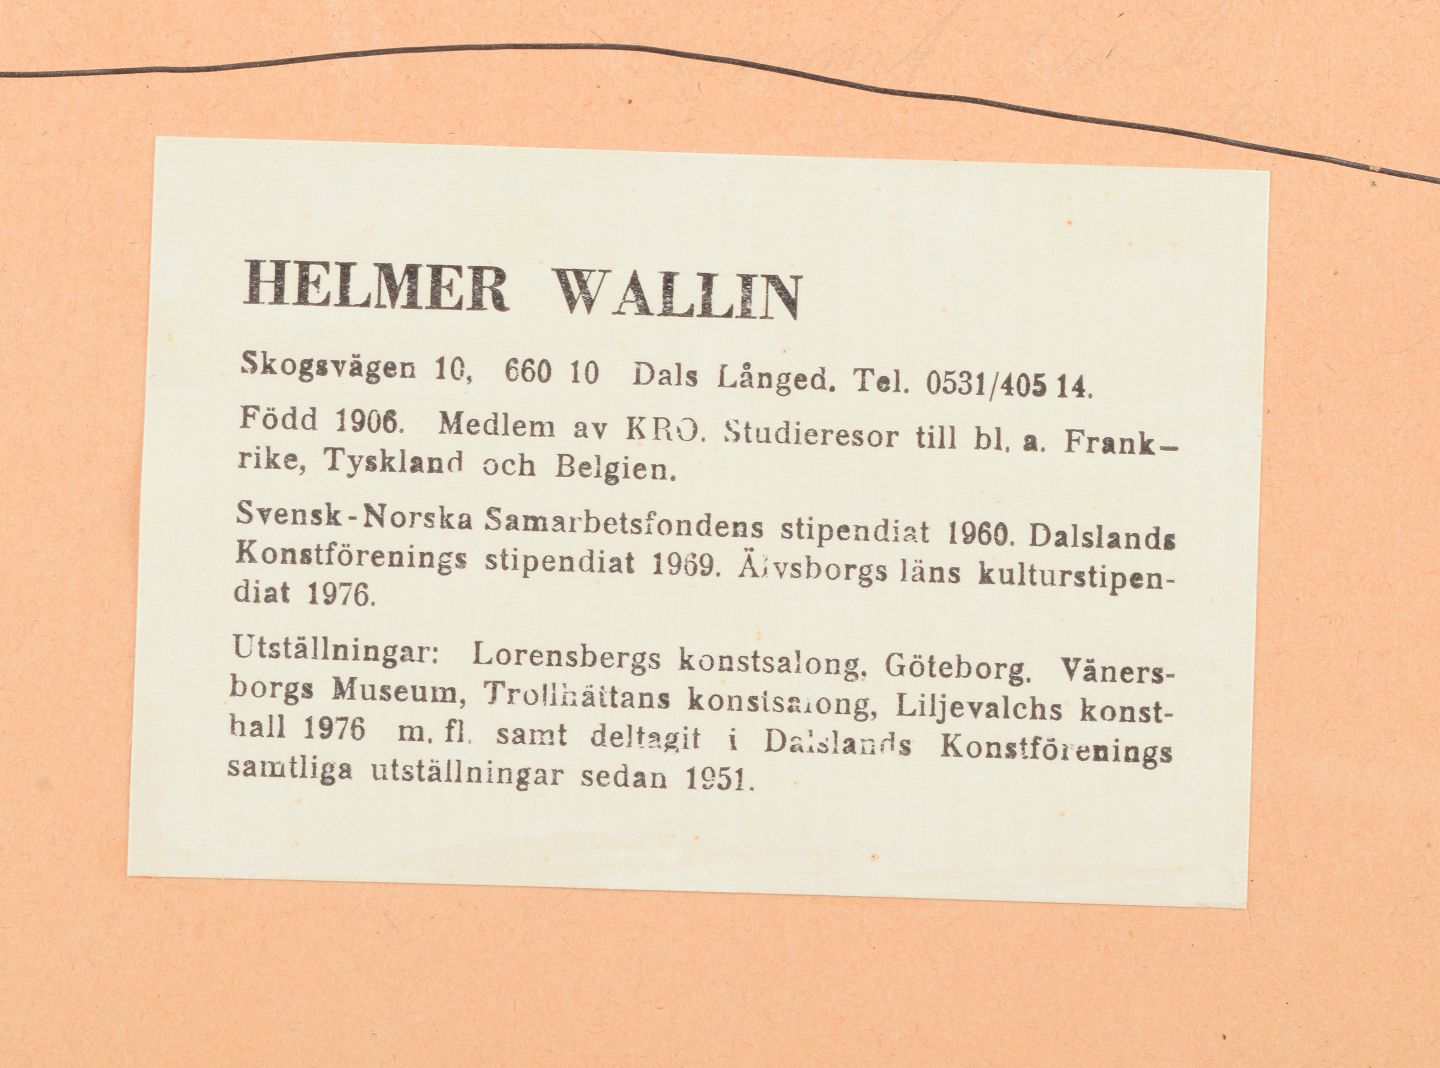 HELMER WALLIN
Skogsvägen 10, 660 10 Dals Långed. Tel. 0531/405 14.
Född 1906. Medlem av KRO. Studieresor till bl. a. Frank-
rike, Tyskland och Belgien.
Svensk-Norska Samarbetsfondens stipendiat 1960. Dalslands
Konstförenings stipendiat 1969. Älvsborgs läns kulturstipen-
diat 1976.
Utställningar: Lorensbergs konstsalong, Göteborg. Väners-
borgs Museum, Trollhättans konstsalong, Liljevalchs konst-
hall 1976 m. fl. samt deltagit i Dalslands Konstförenings
samtliga utställningar sedan 1951.